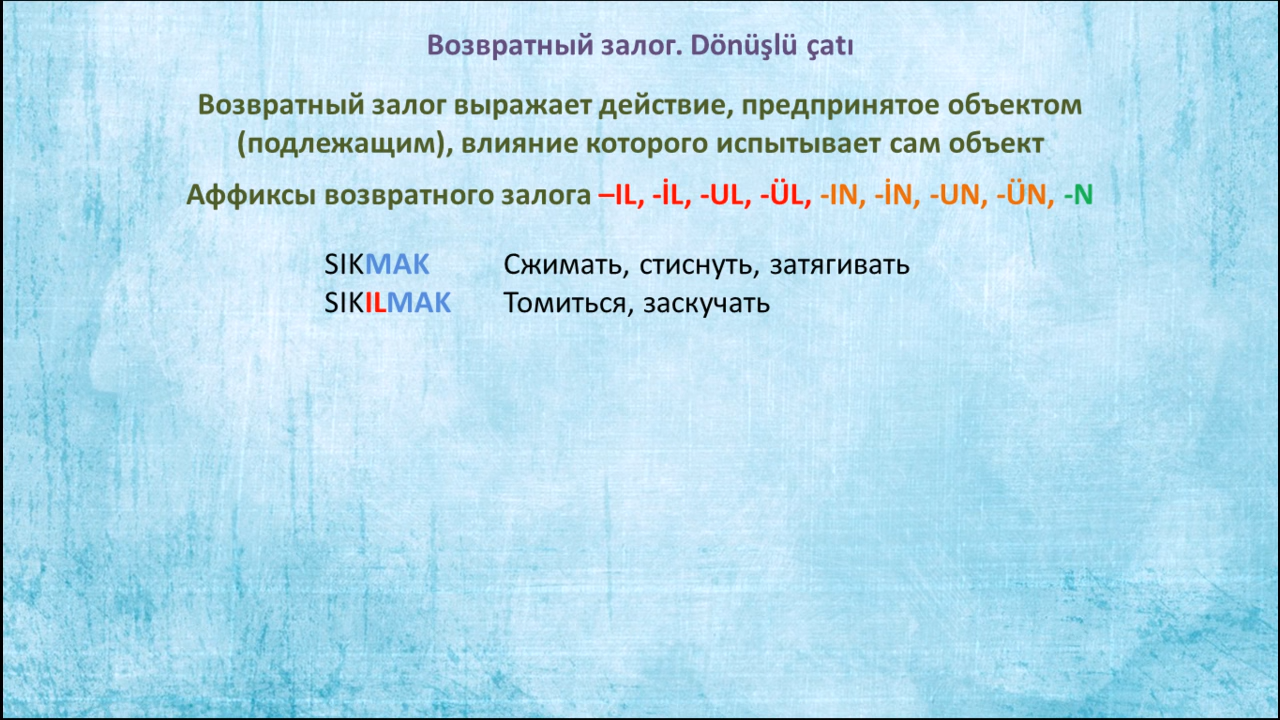 Возвратный залог. Dönüşlü çatı
Возвратный залог выражает действие, предпринятое объектом
(подлежащим), влияние которого испытывает сам объект
Аффиксы возвратного залога –IL, -İL, -UL, -ÜL, -IN, -İN, -UN, -ÜN, -N
SIKMAK Сжимать, стиснуть, затягивать
SIKILMAK Томиться, заскучать